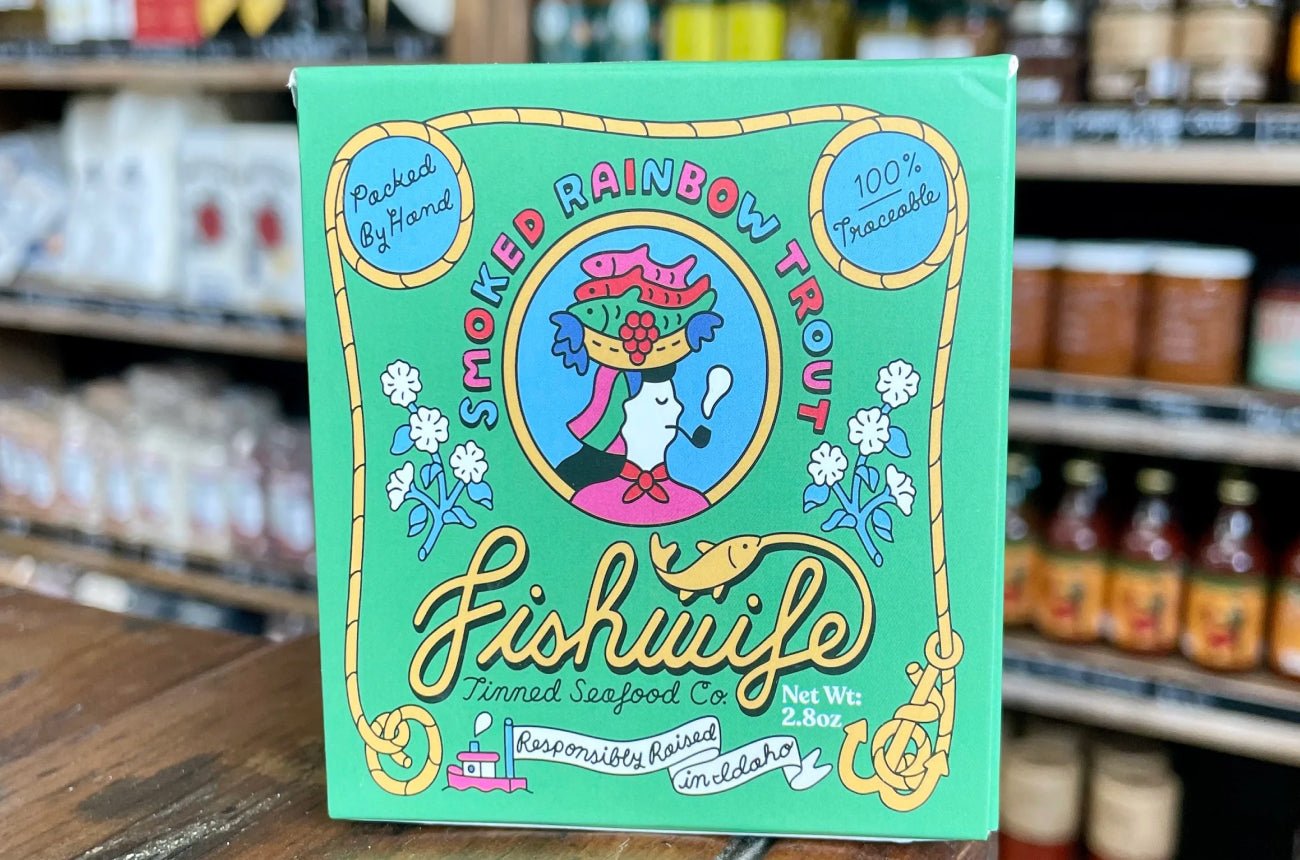 Packed
By Hand
100%
Traceable
SMOKED RAINBOW TROUT
Fishwife
Tinned Seafood Co.
Net Wt:
2.8oz
Responsibly Raised
in Idaho